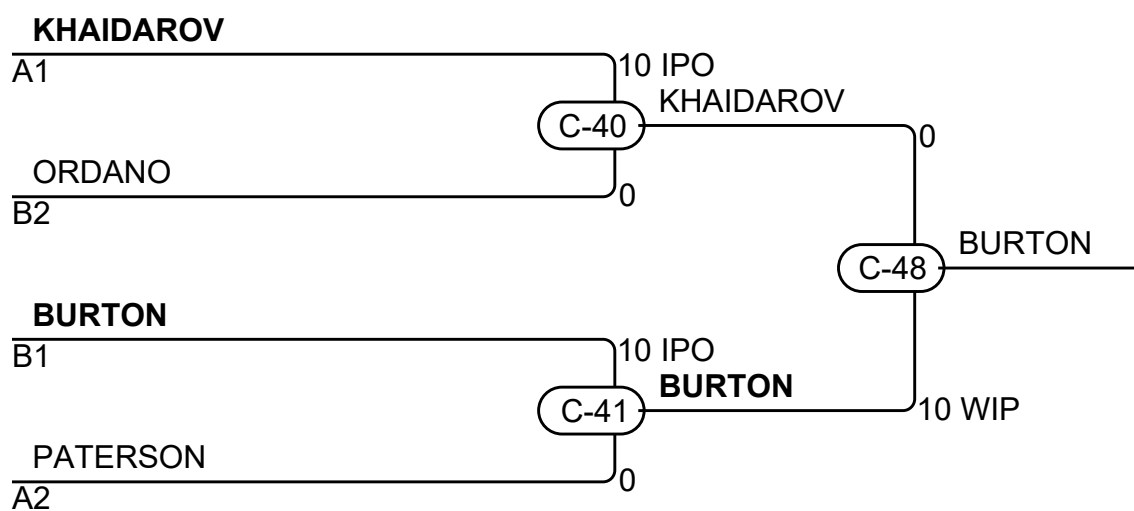 KHAIDAROV
A1
10 IPO
KHAIDAROV
C-40
0
ORDANO
0
B2
BURTON
C-48
BURTON
B1
10 IPO
BURTON
C-41
10 WIP
PATERSON
0
A2